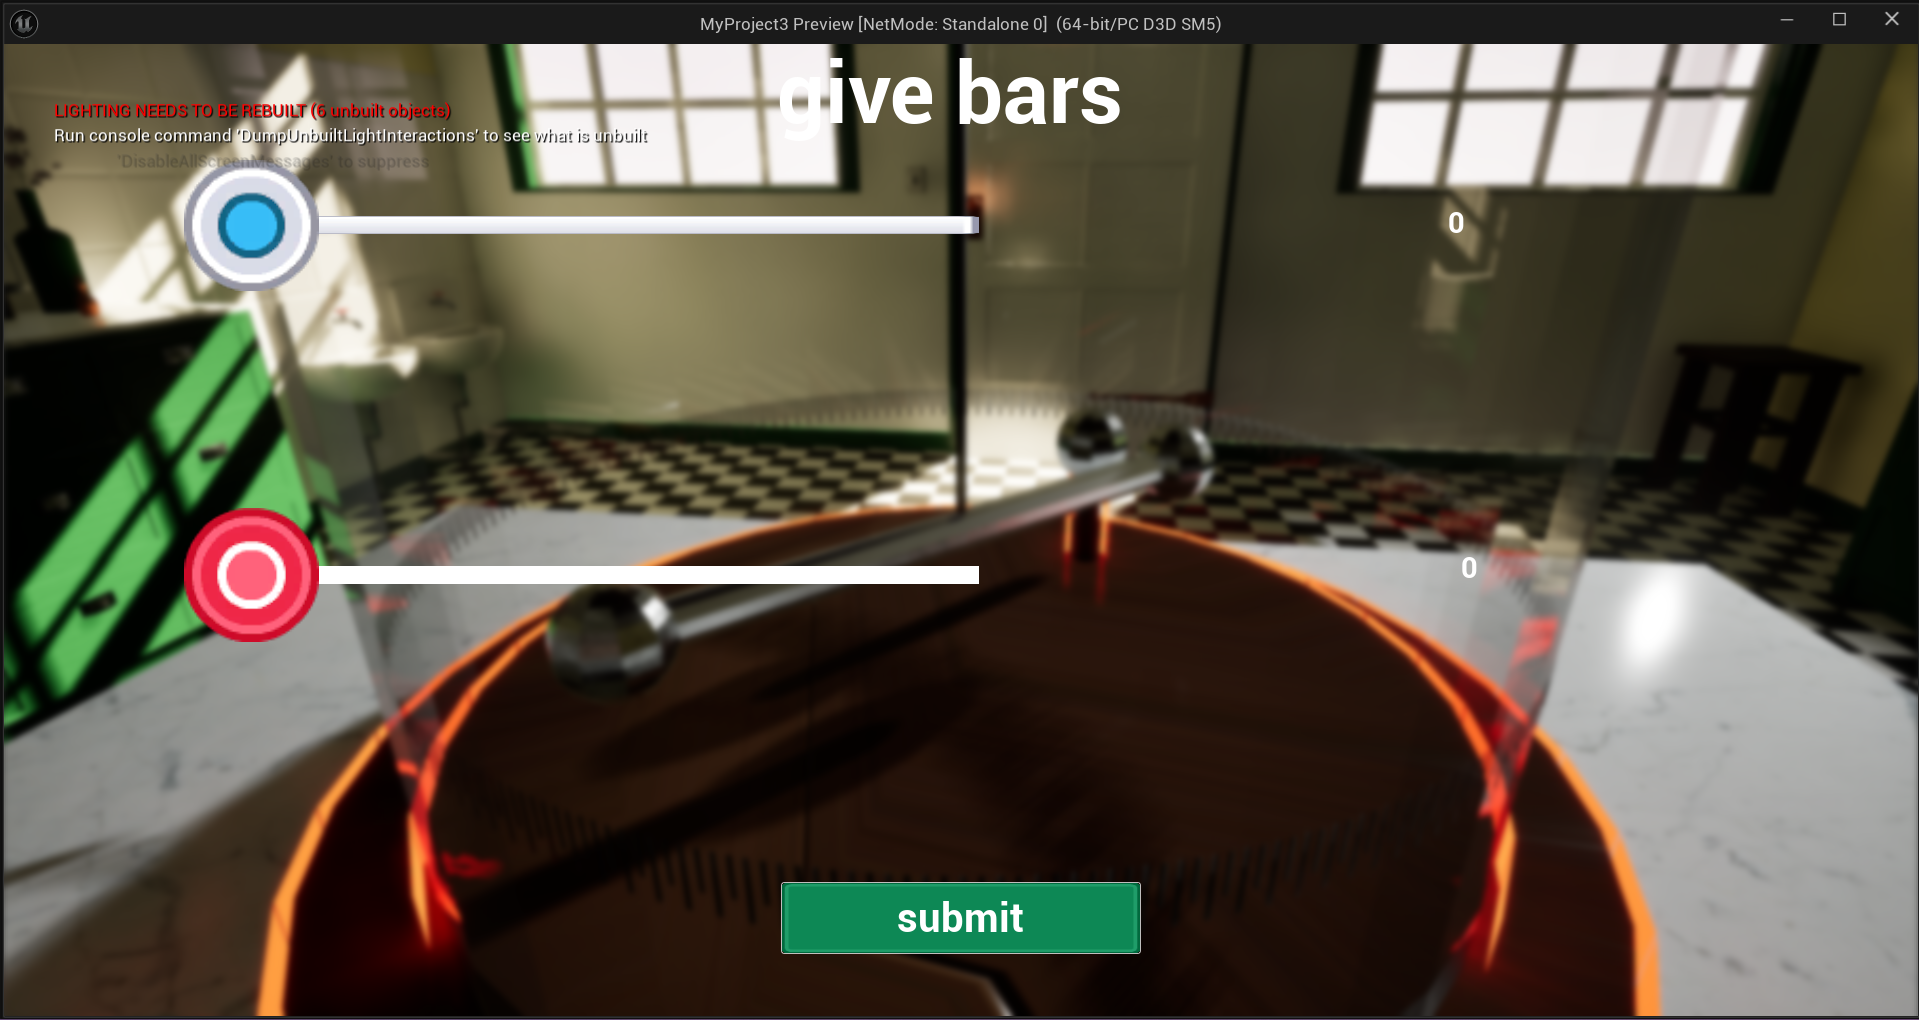 MyProject3 Preview [NetMode: Standalone 0] (64-bit/PC D3D SM5)
give bars
LIGHTING NEEDS TO BE REBUILT (6 unbuilt objects)
Run console command 'DumpUnbuiltLightInteractions' to see what is unbuilt
'DisableAllScreenMessages' to suppress
0
0
submit